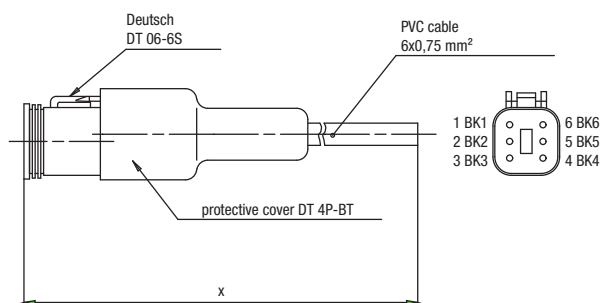 Deutsch
DT 06-6S
PVC cable
6x0,75 mm²
1 BK1
2 BK2
3 BK3
6 BK6
5 BK5
4 BK4
protective cover DT 4P-BT
x